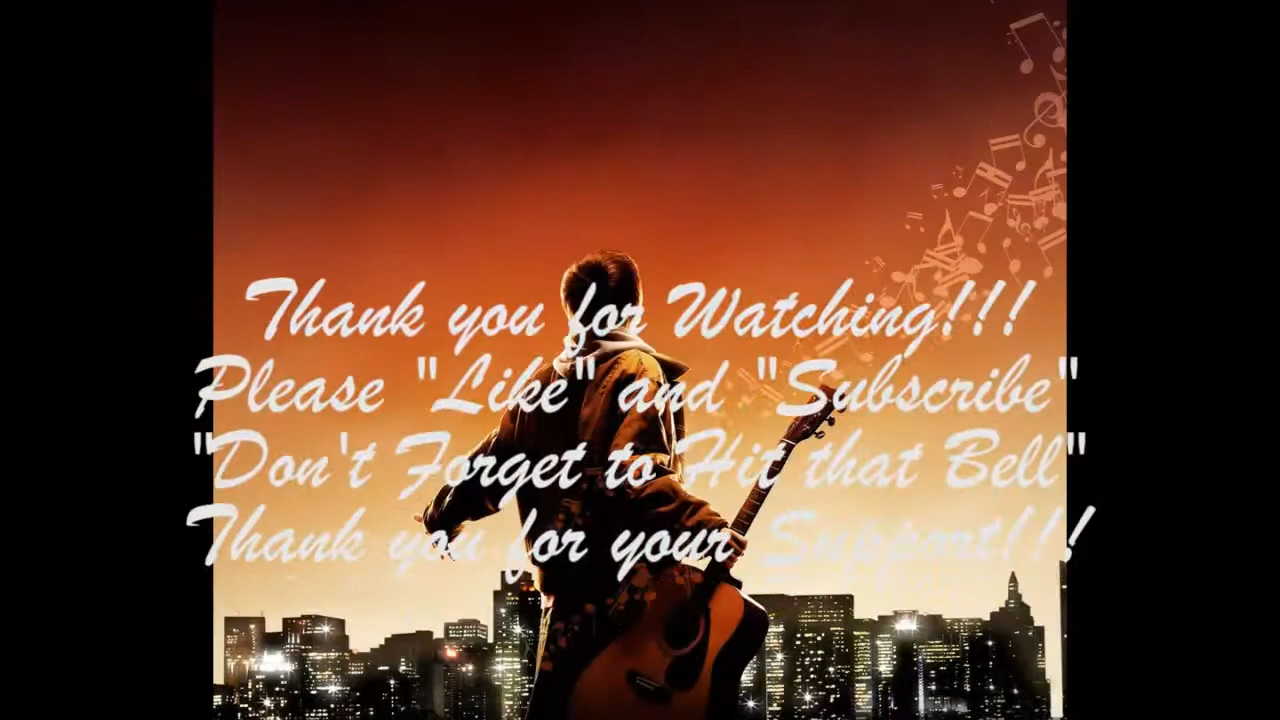 Thank you for Watching!!!
Please "Like" and "Subscribe"
"Don't Forget to Hit that Bell"
Thank you for your Support!!!